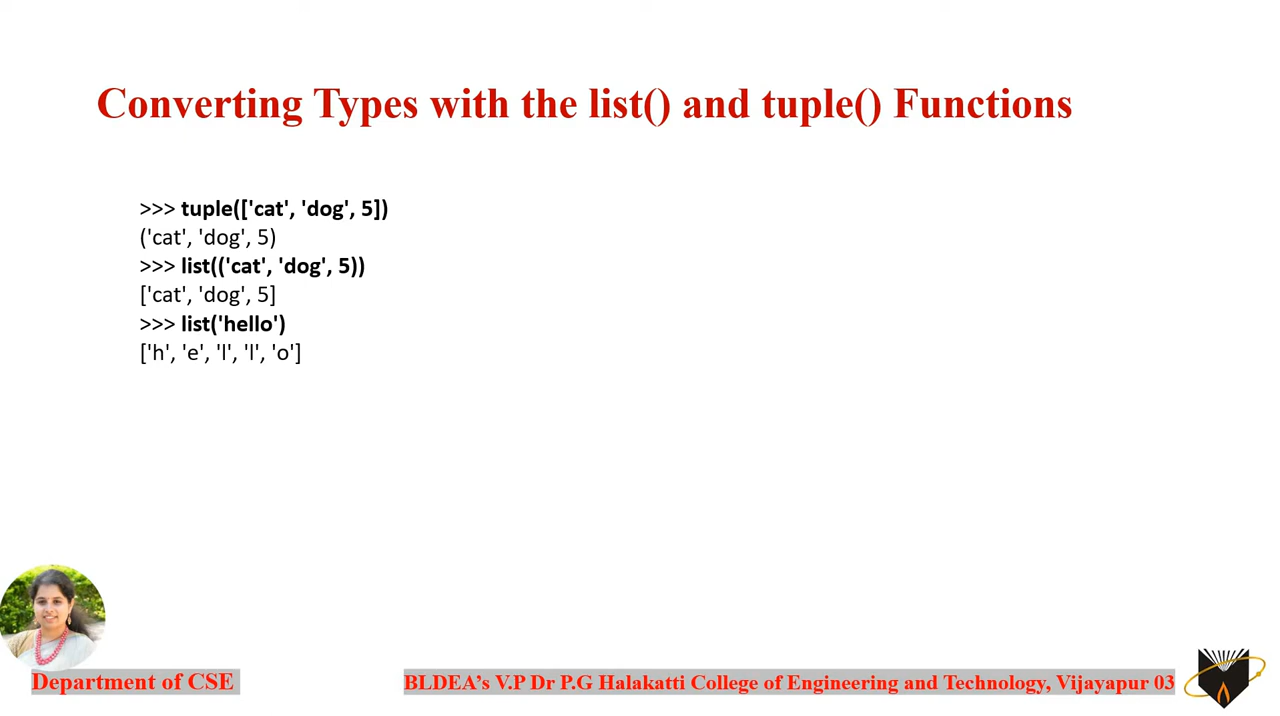 Converting Types with the list() and tuple() Functions
>>> tuple(['cat', 'dog', 5])
('cat', 'dog', 5)
>>> list(('cat', 'dog', 5))
['cat', 'dog', 5]
>>> list('hello')
['h', 'e', 'l', 'l', 'o']
Department of CSE
BLDEA’s V.P Dr P.G Halakatti College of Engineering and Technology, Vijayapur 03